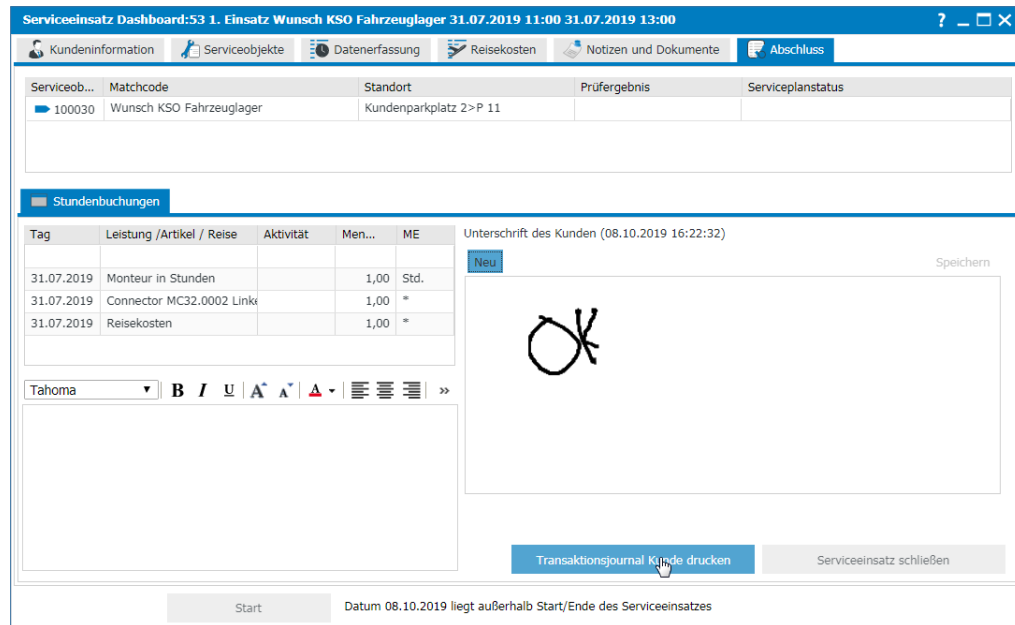 Serviceeinsatz Dashboard:53 1. Einsatz Wunsch KSO Fahrzeuglager 31.07.2019 11:00 31.07.2019 13:00 ?
Kundeninformation Serviceobjekte Datenerfassung Reisekosten Notizen und Dokumente Abschluss
Serviceob... Matchcode Standort Prüfergebnis Serviceplanstatus
100030 Wunsch KSO Fahrzeuglager Kundenparkplatz 2>P 11
Stundenbuchungen
Tag Leistung /Artikel / Reise Aktivität Men... ME
31.07.2019 Monteur in Stunden 1,00 Std.
31.07.2019 Connector MC32.0002 Linke 1,00 *
31.07.2019 Reisekosten 1,00 *
Tahoma B I U A A A »
Unterschrift des Kunden (08.10.2019 16:22:32)
Neu Speichern
OK
Transaktionsjournal Kunde drucken Serviceeinsatz schließen
Start Datum 08.10.2019 liegt außerhalb Start/Ende des Serviceeinsatzes